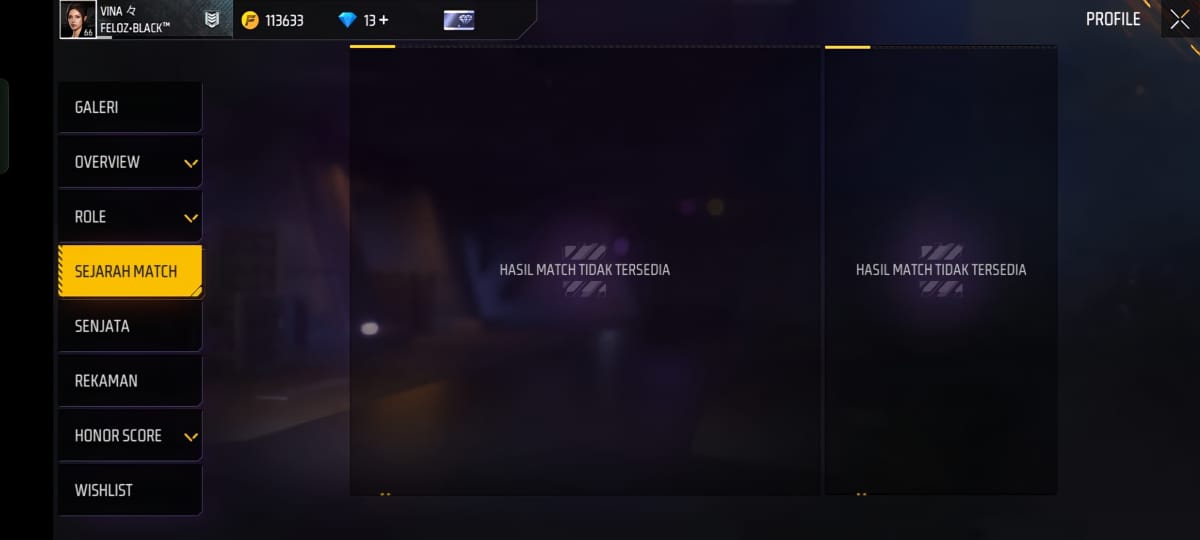 VINA 々
FELOZ•BLACK™
66
113633
13 +
PROFILE
GALERI
OVERVIEW
ROLE
SEJARAH MATCH
SENJATA
REKAMAN
HONOR SCORE
WISHLIST
HASIL MATCH TIDAK TERSEDIA
HASIL MATCH TIDAK TERSEDIA